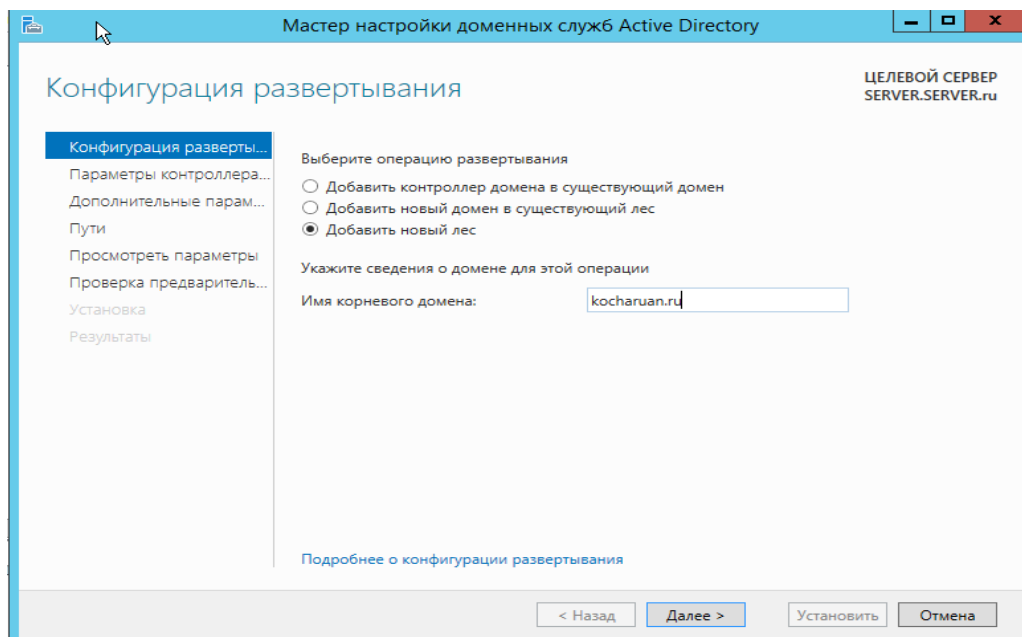 Мастер настройки доменных служб Active Directory
Конфигурация развертывания
ЦЕЛЕВОЙ СЕРВЕР
SERVER.SERVER.ru
Конфигурация разверты...
Параметры контроллера...
Дополнительные парам...
Пути
Просмотреть параметры
Проверка предваритель...
Установка
Результаты
Выберите операцию развертывания
Добавить контроллер домена в существующий домен
Добавить новый домен в существующий лес
Добавить новый лес
Укажите сведения о домене для этой операции
Имя корневого домена: kocharuan.ru
Подробнее о конфигурации развертывания
< Назад Далее > Установить Отмена